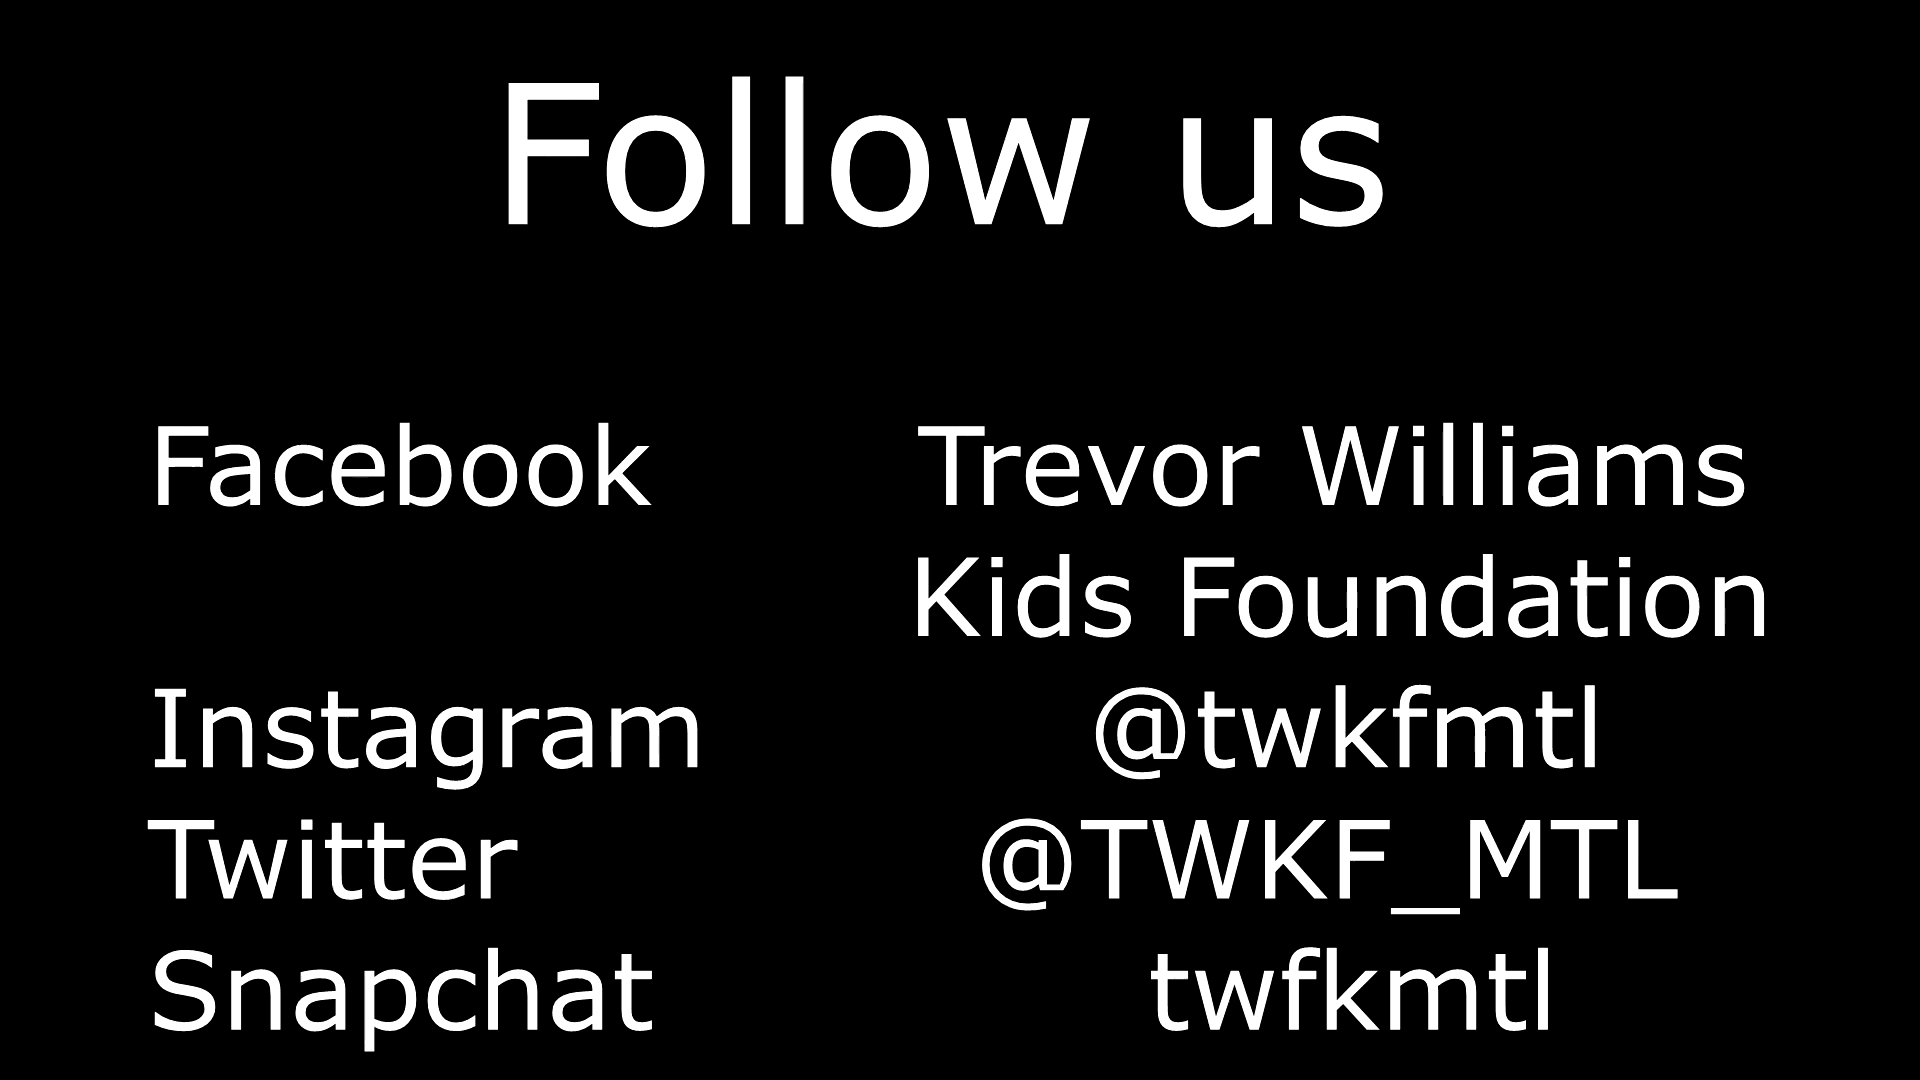 Follow us
Facebook Trevor Williams
Kids Foundation
Instagram @twkfmtl
Twitter @TWKF_MTL
Snapchat twfkmtl